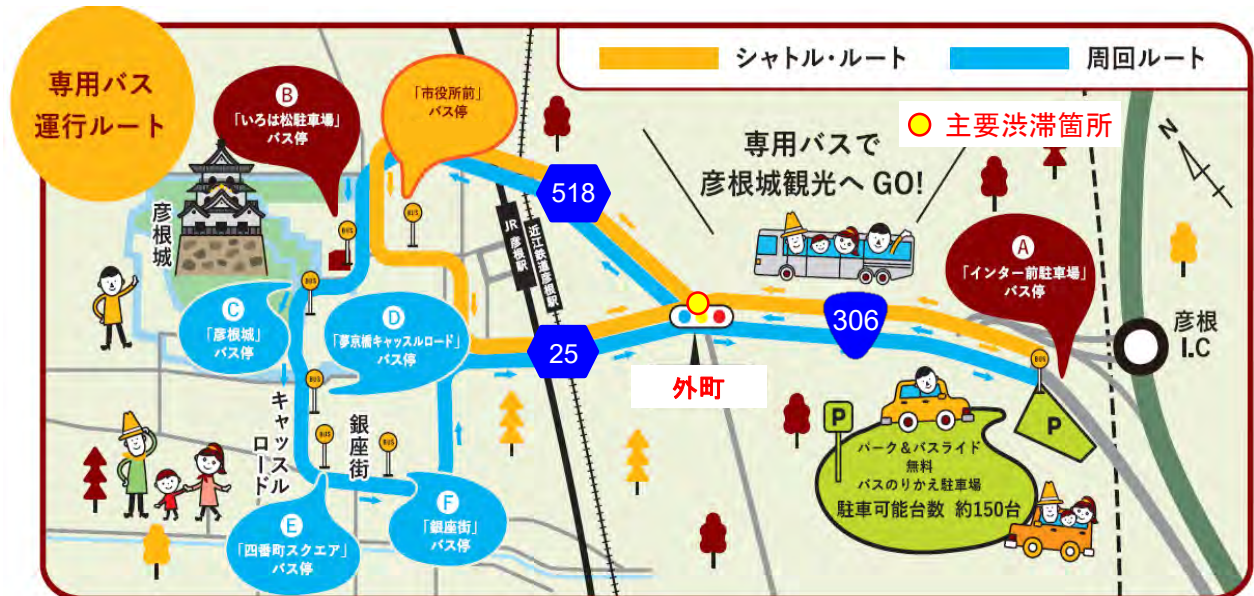 専用バス
運行ルート
シャトル・ルート
周回ルート
主要渋滞箇所
N
B
「いろは松駐車場」
バス停
「市役所前」
バス停
BUS
BUS
518
専用バスで
彦根城観光へ GO!
彦根城
JR 彦根駅
近江鉄道彦根駅
A
「インター前駐車場」
バス停
BUS
C
「彦根城」
バス停
D
「夢京橋キャッスルロード」
バス停
25
306
BUS
彦根
I.C
外町
BUS
キャッスル
ロード
銀座街
BUS
BUS
P
P
パーク&バスライド
無料
バスのりかえ駐車場
駐車可能台数 約150台
E
「四番町スクエア」
バス停
F
「銀座街」
バス停